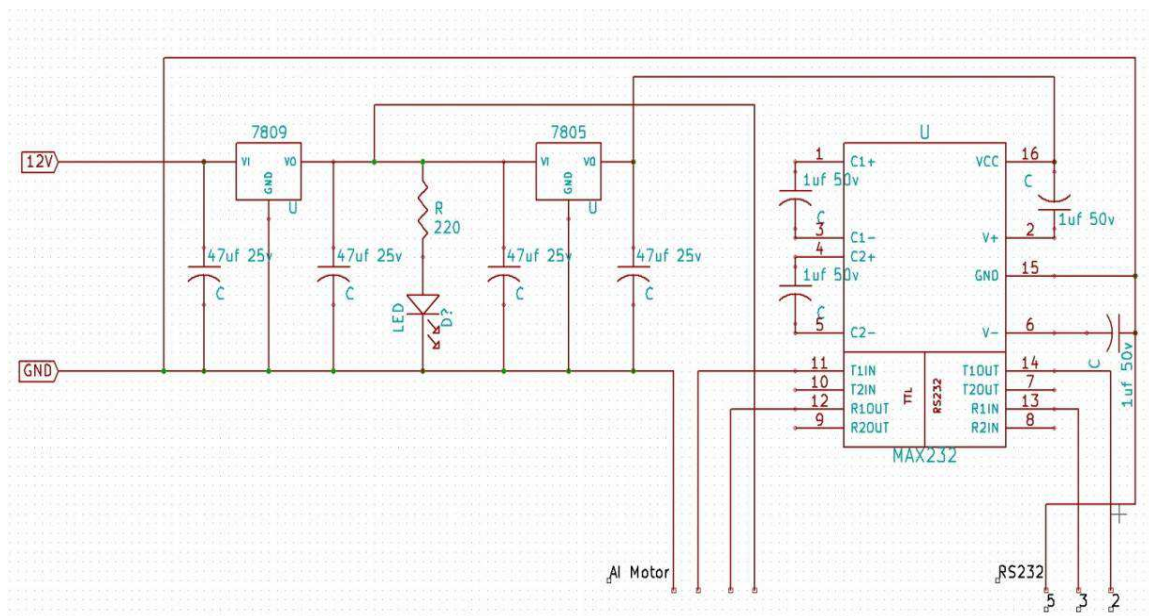 7809
7805
U
12V
VI
VO
GND
U
VI
VO
GND
U
1
C1+
VCC
16
1uf 50v
C
C
1uf 50v
R
220
3
C1-
V+
2
4
C2+
47uf 25v
C
47uf 25v
C
47uf 25v
C
47uf 25v
C
GND
15
1uf 50v
C
LED
D?
5
C2-
V-
6
C
1uf 50v
GND
11
T1IN
T1OUT
14
10
T2IN
T2OUT
7
12
R1OUT
R1IN
13
9
R2OUT
R2IN
8
TTL
RS232
MAX232
AI Motor
RS232
5
3
2